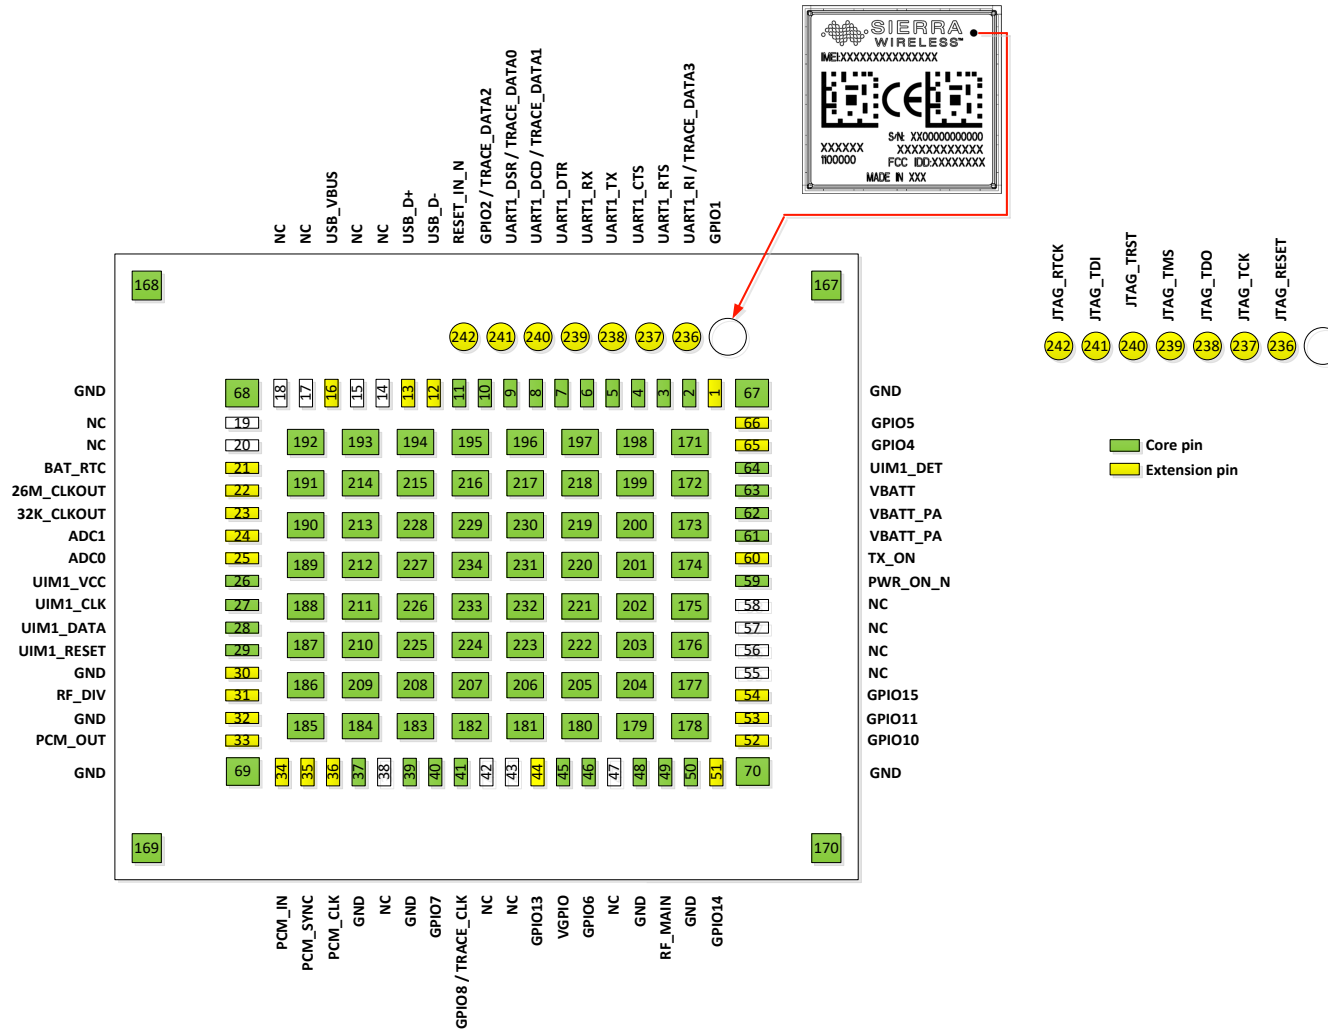 SIERRA
WIRELESS™
IMEI:XXXXXXXXXXXXXXX
S/N: XX00000000000
XXXXXX XXXXXXXXXXXXX
1100000 FCC IDD:XXXXXXXX
MADE IN XXX
NC
NC
USB_VBUS
NC
NC
USB_D+
USB_D-
RESET_IN_N
GPIO2 / TRACE_DATA2
UART1_DSR / TRACE_DATA0
UART1_DCD / TRACE_DATA1
UART1_DTR
UART1_RX
UART1_TX
UART1_CTS
UART1_RTS
UART1_RI / TRACE_DATA3
GPIO1
JTAG_RTCK
JTAG_TDI
JTAG_TRST
JTAG_TMS
JTAG_TDO
JTAG_TCK
JTAG_RESET
168 167
242 241 240 239 238 237 236
242 241 240 239 238 237 236
GND 68 18 17 16 15 14 13 12 11 10 9 8 7 6 5 4 3 2 1 67 GND
NC 19 66 GPIO5
NC 20 192 193 194 195 196 197 198 171 65 GPIO4
Core pin
BAT_RTC 21 64 UIM1_DET
Extension pin
26M_CLKOUT 22 191 214 215 216 217 218 199 172 63 VBATT
32K_CLKOUT 23 62 VBATT_PA
ADC1 24 190 213 228 229 230 219 200 173 61 VBATT_PA
ADC0 25 189 212 227 234 231 220 201 174 60 TX_ON
UIM1_VCC 26 59 PWR_ON_N
UIM1_CLK 27 188 211 226 233 232 221 202 175 58 NC
UIM1_DATA 28 57 NC
UIM1_RESET 29 187 210 225 224 223 222 203 176 56 NC
GND 30 55 NC
RF_DIV 31 186 209 208 207 206 205 204 177 54 GPIO15
GND 32 185 184 183 182 181 180 179 178 53 GPIO11
PCM_OUT 33 52 GPIO10
GND 69 34 35 36 37 38 39 40 41 42 43 44 45 46 47 48 49 50 51 70 GND
169 170
PCM_IN
PCM_SYNC
PCM_CLK
GND
NC
GND
GPIO7
GPIO8 / TRACE_CLK
NC
NC
GPIO13
VGPIO
GPIO6
NC
GND
RF_MAIN
GND
GPIO14